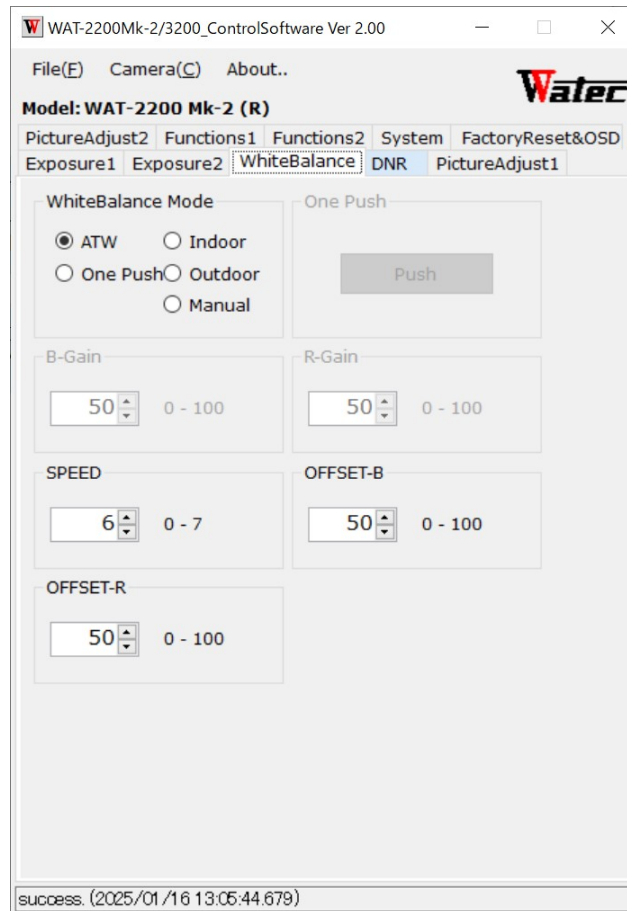 WAT-2200Mk-2/3200_ControlSoftware Ver 2.00
File(F) Camera(C) About..
Watec
Model: WAT-2200 Mk-2 (R)
PictureAdjust2 Functions1 Functions2 System FactoryReset&OSD
Exposure1 Exposure2 WhiteBalance DNR PictureAdjust1
WhiteBalance Mode One Push
ATW Indoor
One Push Outdoor Push
Manual
B-Gain R-Gain
50 0 - 100 50 0 - 100
SPEED OFFSET-B
6 0 - 7 50 0 - 100
OFFSET-R
50 0 - 100
success. (2025/01/16 13:05:44.679)